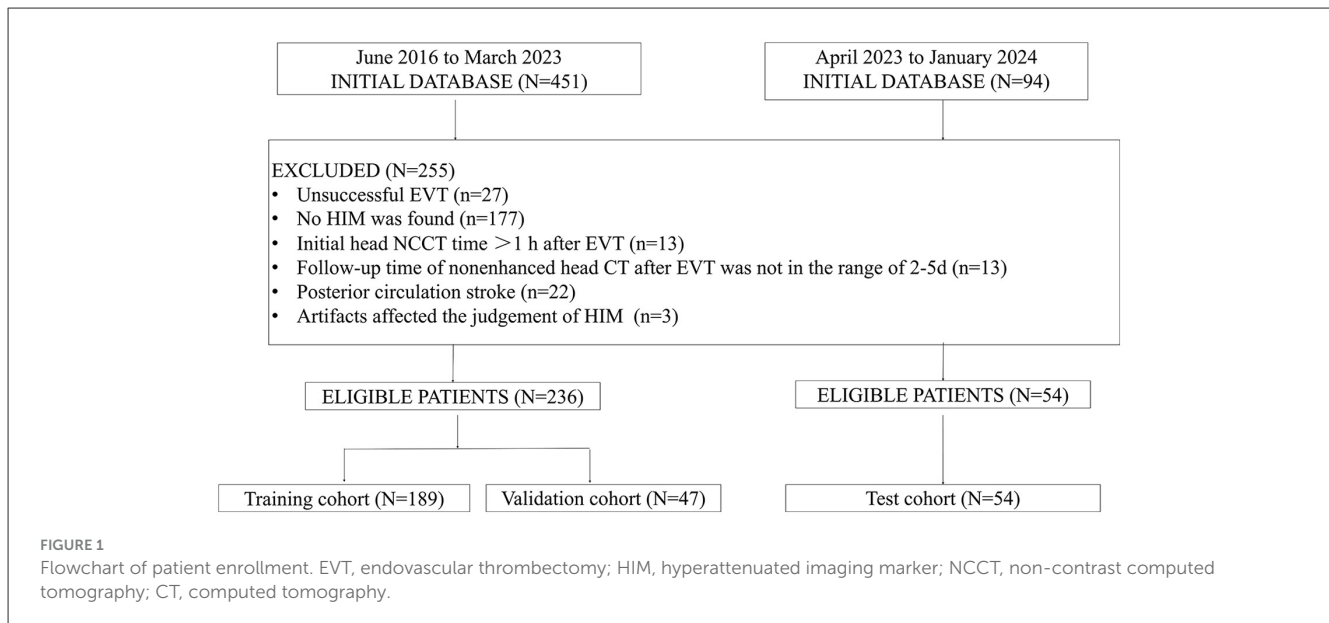 June 2016 to March 2023
INITIAL DATABASE (N=451)
April 2023 to January 2024
INITIAL DATABASE (N=94)
EXCLUDED (N=255)
• Unsuccessful EVT (n=27)
• No HIM was found (n=177)
• Initial head NCCT time >1 h after EVT (n=13)
• Follow-up time of nonenhanced head CT after EVT was not in the range of 2-5d (n=13)
• Posterior circulation stroke (n=22)
• Artifacts affected the judgement of HIM (n=3)
ELIGIBLE PATIENTS (N=236)
ELIGIBLE PATIENTS (N=54)
Training cohort (N=189)
Validation cohort (N=47)
Test cohort (N=54)
FIGURE 1
Flowchart of patient enrollment. EVT, endovascular thrombectomy; HIM, hyperattenuated imaging marker; NCCT, non-contrast computed
tomography; CT, computed tomography.